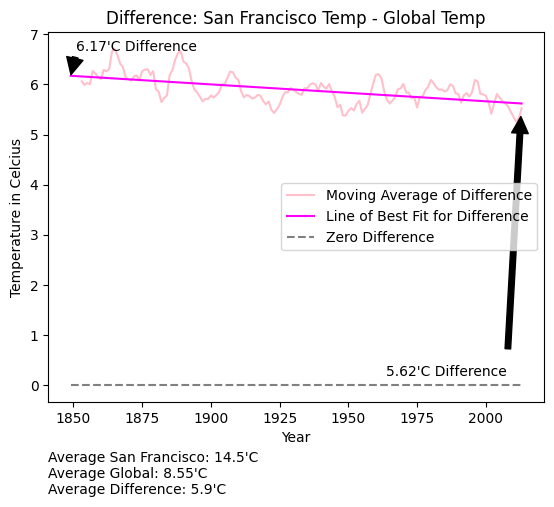 Difference: San Francisco Temp - Global Temp
7
6.17'C Difference
6
5
4
3
2
1
0
Temperature in Celcius
Moving Average of Difference
Line of Best Fit for Difference
Zero Difference
5.62'C Difference
1850 1875 1900 1925 1950 1975 2000
Year
Average San Francisco: 14.5'C
Average Global: 8.55'C
Average Difference: 5.9'C